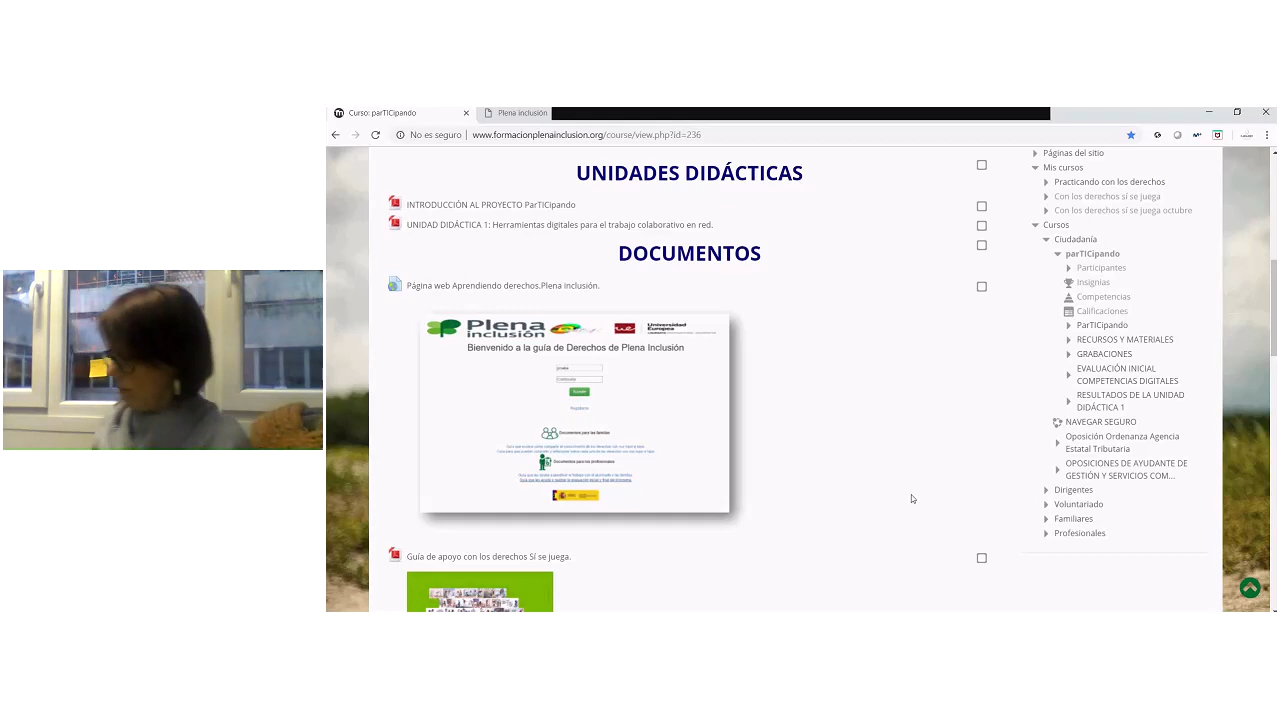 Curso: parTICipando
Plena inclusión
No es seguro
www.formacionplenainclusion.org/course/view.php?id=236
UNIDADES DIDÁCTICAS
INTRODUCCIÓN AL PROYECTO ParTICipando
UNIDAD DIDÁCTICA 1: Herramientas digitales para el trabajo colaborativo en red.
DOCUMENTOS
Página web Aprendiendo derechos.Plena inclusión.
Plena
inclusión
ue
Universidad
Europea
Bienvenido a la guía de Derechos de Plena Inclusión
Documentos para las familias
Documentos para los profesionales
Guía de apoyo con los derechos Sí se juega.
Páginas del sitio
Mis cursos
Practicando con los derechos
Con los derechos sí se juega
Con los derechos sí se juega octubre
Cursos
Ciudadanía
parTICipando
Participantes
Insignias
Competencias
Calificaciones
ParTICipando
RECURSOS Y MATERIALES
GRABACIONES
EVALUACIÓN INICIAL
COMPETENCIAS DIGITALES
RESULTADOS DE LA UNIDAD
DIDÁCTICA 1
NAVEGAR SEGURO
Oposición Ordenanza Agencia
Estatal Tributaria
OPOSICIONES DE AYUDANTE DE
GESTIÓN Y SERVICIOS COM...
Dirigentes
Voluntariado
Familiares
Profesionales